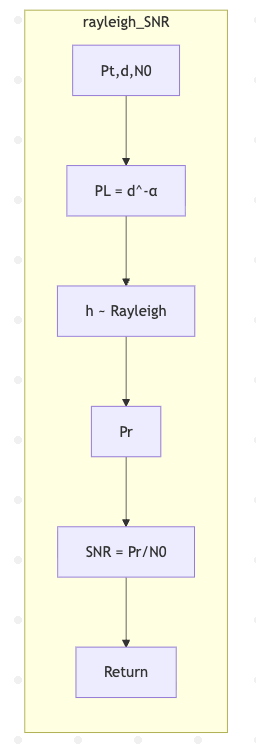 rayleigh_SNR
Pt,d,N0
PL = d^-α
h ~ Rayleigh
Pr
SNR = Pr/N0
Return